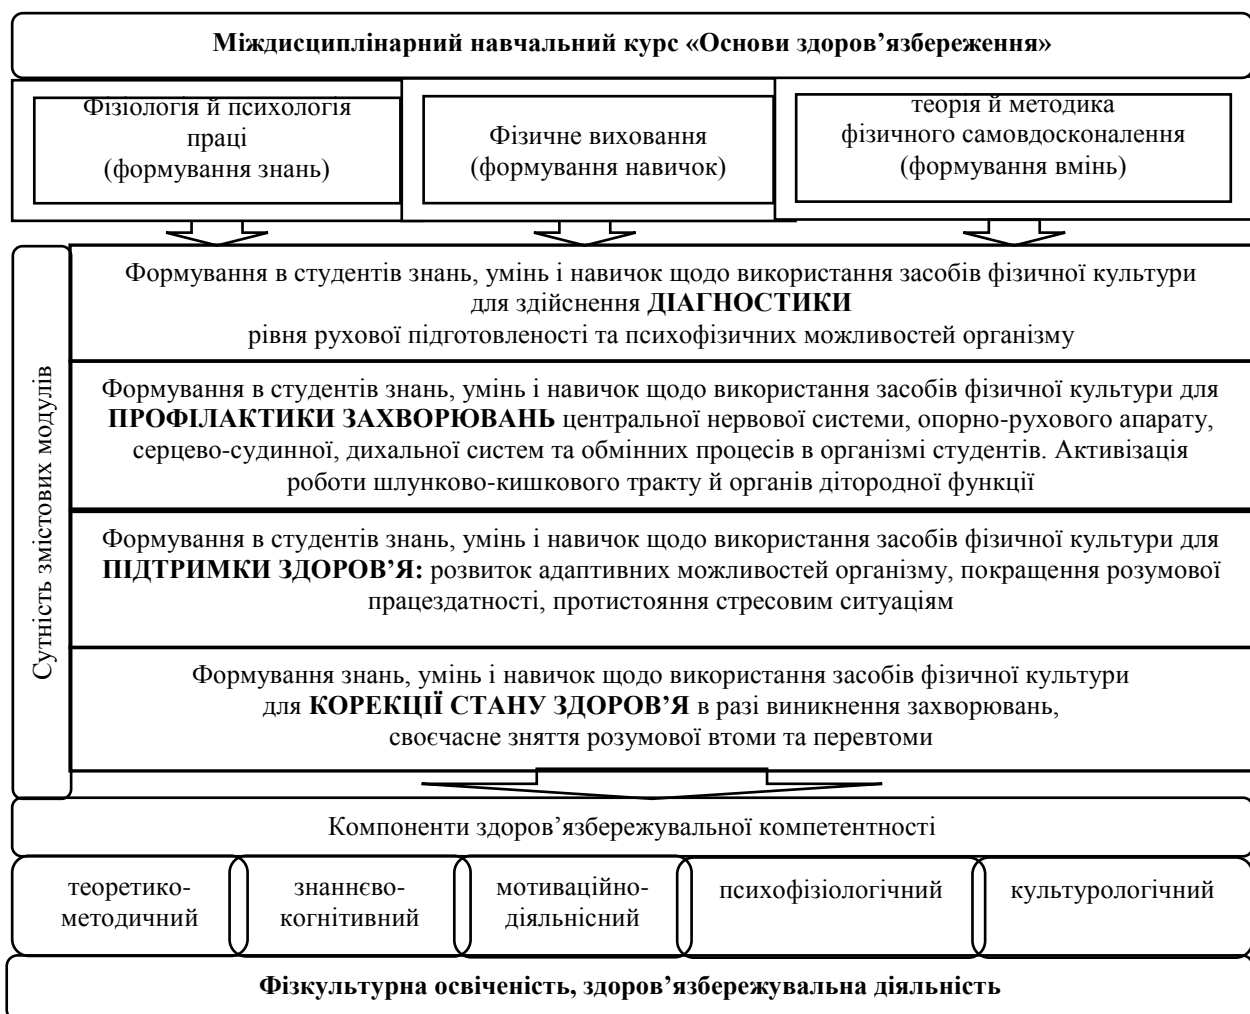 Міждисциплінарний навчальний курс «Основи здоров’язбереження»
Фізіологія й психологія
праці
(формування знань)
Фізичне виховання
(формування навичок)
теорія й методика
фізичного самовдосконалення
(формування вмінь)
Сутність змістових модулів
Формування в студентів знань, умінь і навичок щодо використання засобів фізичної культури
для здійснення ДІАГНОСТИКИ
рівня рухової підготовленості та психофізичних можливостей організму
Формування в студентів знань, умінь і навичок щодо використання засобів фізичної культури для
ПРОФІЛАКТИКИ ЗАХВОРЮВАНЬ центральної нервової системи, опорно-рухового апарату,
серцево-судинної, дихальної систем та обмінних процесів в організмі студентів. Активізація
роботи шлунково-кишкового тракту й органів дітородної функції
Формування в студентів знань, умінь і навичок щодо використання засобів фізичної культури для
ПІДТРИМКИ ЗДОРОВ’Я: розвиток адаптивних можливостей організму, покращення розумової
працездатності, протистояння стресовим ситуаціям
Формування знань, умінь і навичок щодо використання засобів фізичної культури
для КОРЕКЦІЇ СТАНУ ЗДОРОВ’Я в разі виникнення захворювань,
своєчасне зняття розумової втоми та перевтоми
Компоненти здоров’язбережувальної компетентності
теоретико-
методичний
знаннєво-
когнітивний
мотиваційно-
діяльнісний
психофізіологічний
культурологічний
Фізкультурна освіченість, здоров’язбережувальна діяльність